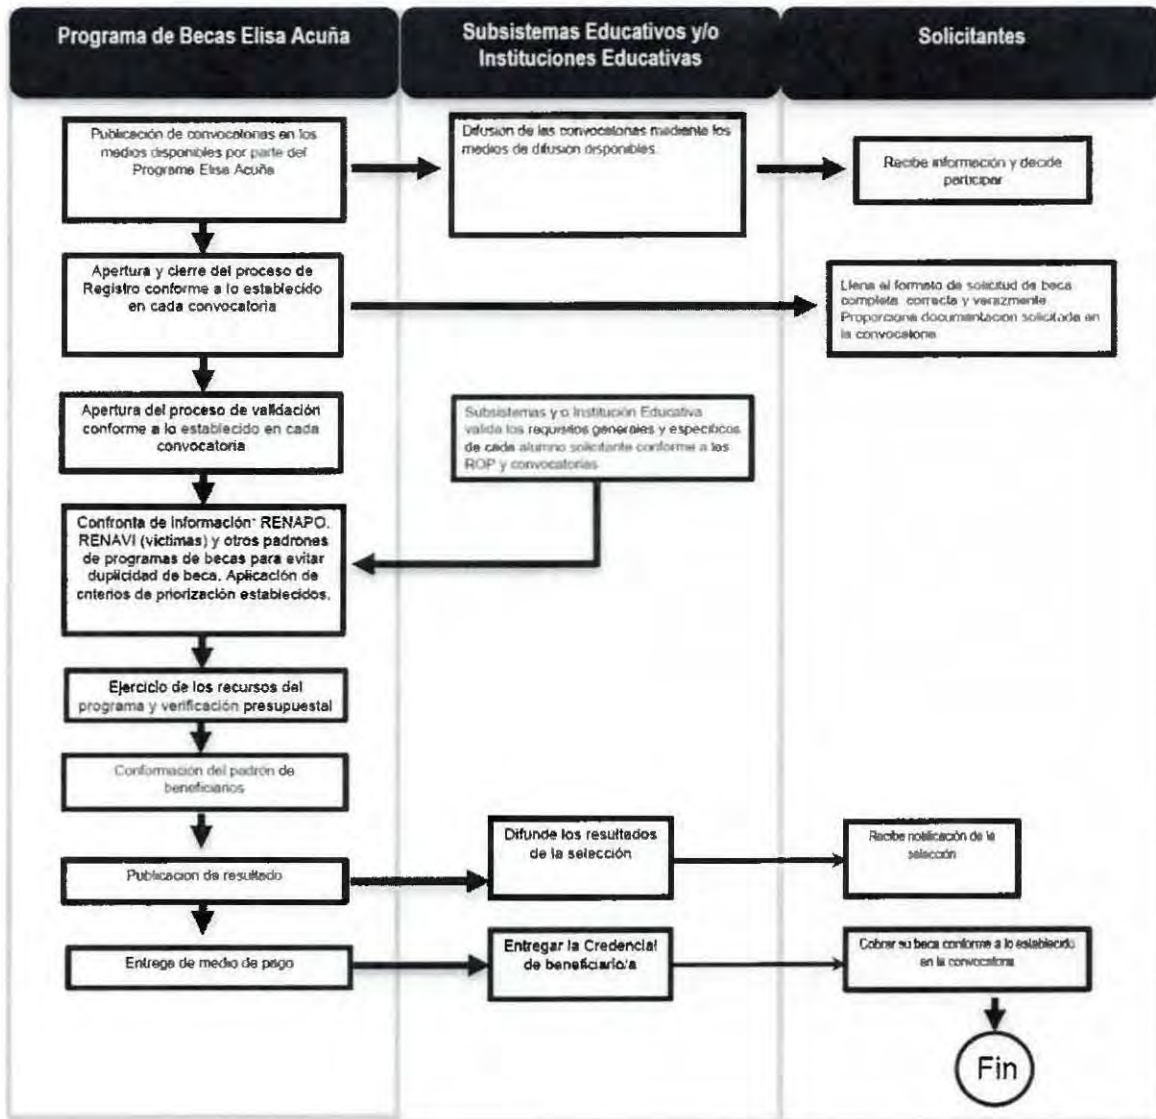 Programa de Becas Elisa Acuña
Subsistemas Educativos y/o
Instituciones Educativas
Solicitantes
Publicación de convocatorias en los
medios disponibles por parte del
Programa Elisa Acuña
Difusión de las convocatorias mediante los
medios de difusión disponibles.
Recibe información y decide
participar
Apertura y cierre del proceso de
Registro conforme a lo establecido
en cada convocatoria
Llena el formato de solicitud de beca
completa correcta y verazmente
Proporciona documentación solicitada en
la convocatoria
Apertura del proceso de validación
conforme a lo establecido en cada
convocatoria
Subsistemas y o Institución Educativa
valida los requisitos generales y específicos
de cada alumno solicitante conforme a las
ROP y convocatorias
Confronta de Información: RENAPO.
RENAVI (víctimas) y otros padrones
de programas de becas para evitar
duplicidad de beca. Aplicación de
criterios de priorización establecidos.
Ejercicio de los recursos del
programa y verificación presupuestal
Conformación del padrón de
beneficiarios
Publicacion de resultado
Difunde los resultados
de la selección
Recibe notificación de la
selección
Entrega de medio de pago
Entregar la Credencial
de beneficiario/a
Cobrar su beca conforme a lo establecido
en la convocatoria
Fin